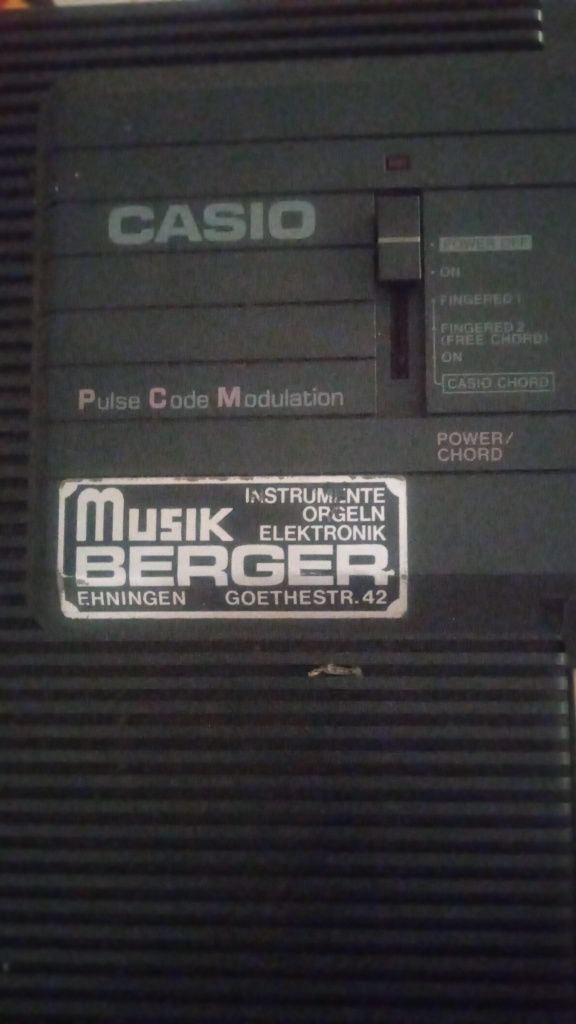 CASIO
POWER OFF
ON
FINGERED 1
FINGERED 2
(FREE CHORD)
ON
CASIO CHORD
Pulse Code Modulation
POWER/
CHORD
MUSIK
BERGER
INSTRUMENTE
ORGELN
ELEKTRONIK
EHNINGEN GOETHESTR. 42